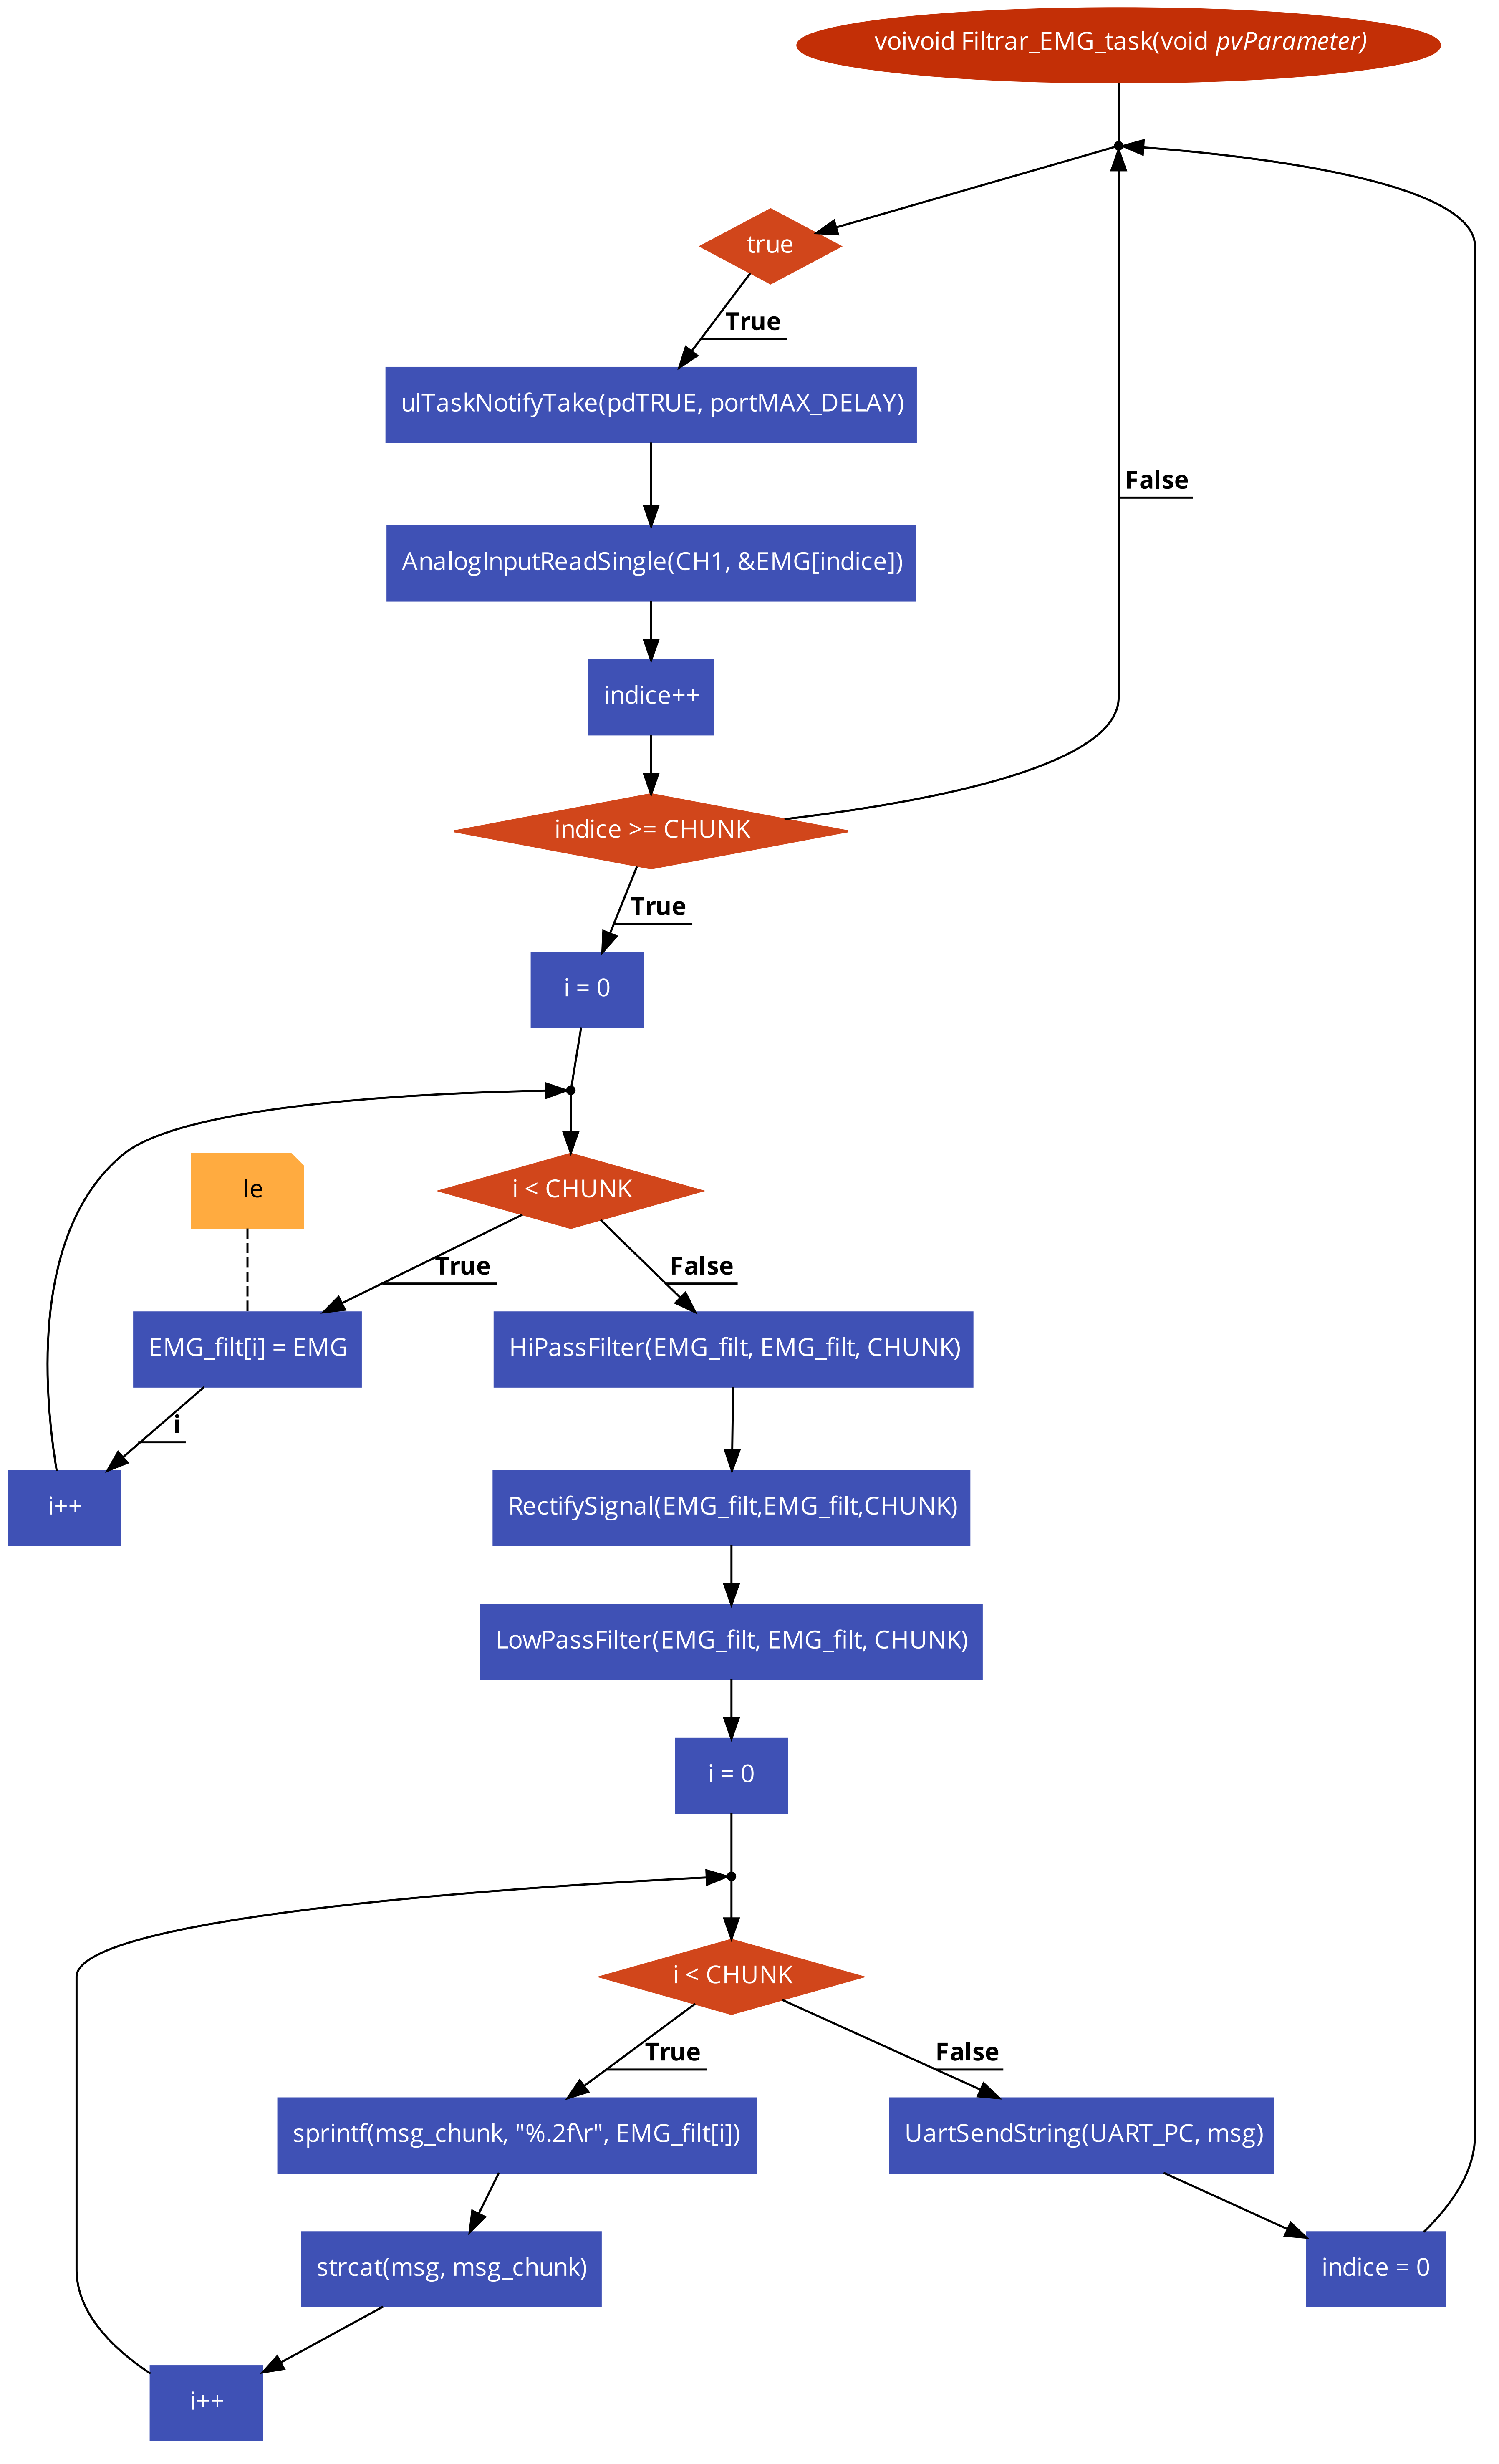 voivoid Filtrar_EMG_task(void pvParameter)
true
True
ulTaskNotifyTake(pdTRUE, portMAX_DELAY)
False
AnalogInputReadSingle(CH1, &EMG[indice])
indice++
indice >= CHUNK
True
i = 0
le
i < CHUNK
True
False
EMG_filt[i] = EMG
HiPassFilter(EMG_filt, EMG_filt, CHUNK)
i
i++
RectifySignal(EMG_filt,EMG_filt,CHUNK)
LowPassFilter(EMG_filt, EMG_filt, CHUNK)
i = 0
i < CHUNK
True
False
sprintf(msg_chunk, "%.2f\r", EMG_filt[i])
UartSendString(UART_PC, msg)
strcat(msg, msg_chunk)
indice = 0
i++